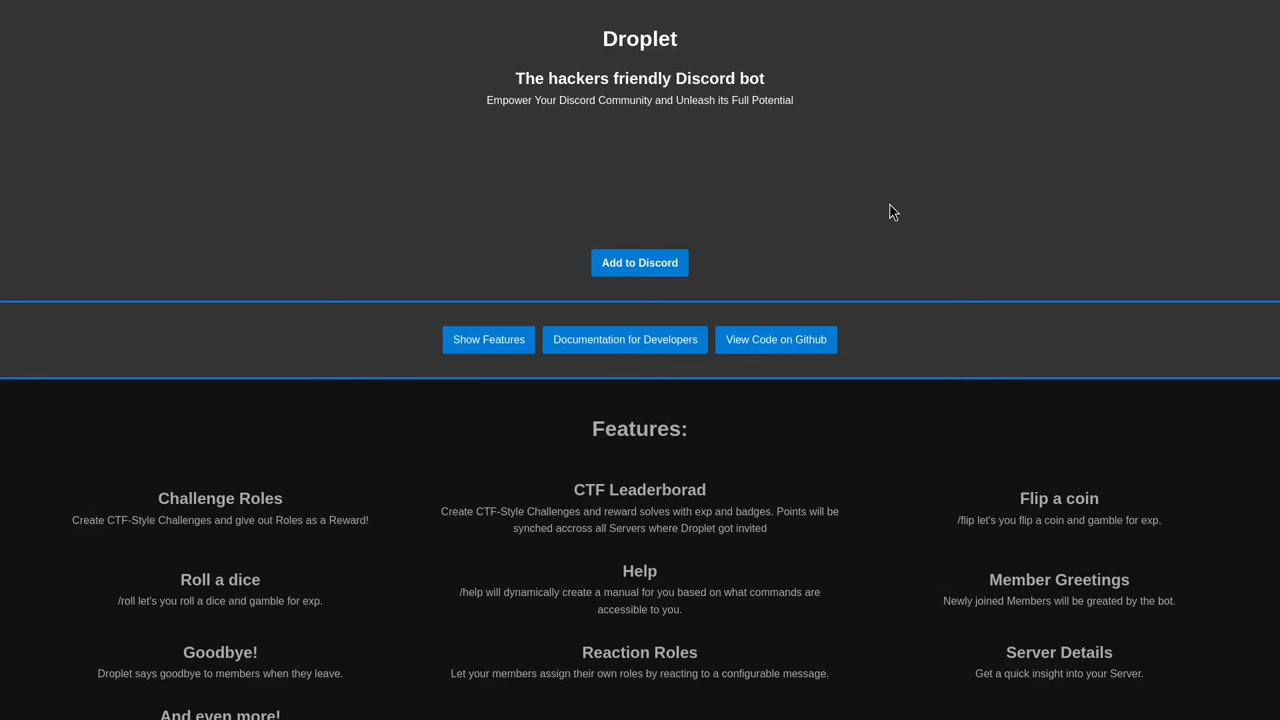 Droplet
The hackers friendly Discord bot
Empower Your Discord Community and Unleash its Full Potential
Add to Discord
Show Features
Documentation for Developers
View Code on Github
Features:
Challenge Roles
Create CTF-Style Challenges and give out Roles as a Reward!
CTF Leaderborad
Create CTF-Style Challenges and reward solves with exp and badges. Points will be
synched accross all Servers where Droplet got invited
Flip a coin
/flip let's you flip a coin and gamble for exp.
Roll a dice
/roll let's you roll a dice and gamble for exp.
Help
/help will dynamically create a manual for you based on what commands are
accessible to you.
Member Greetings
Newly joined Members will be greated by the bot.
Goodbye!
Droplet says goodbye to members when they leave.
Reaction Roles
Let your members assign their own roles by reacting to a configurable message.
Server Details
Get a quick insight into your Server.
And even more!